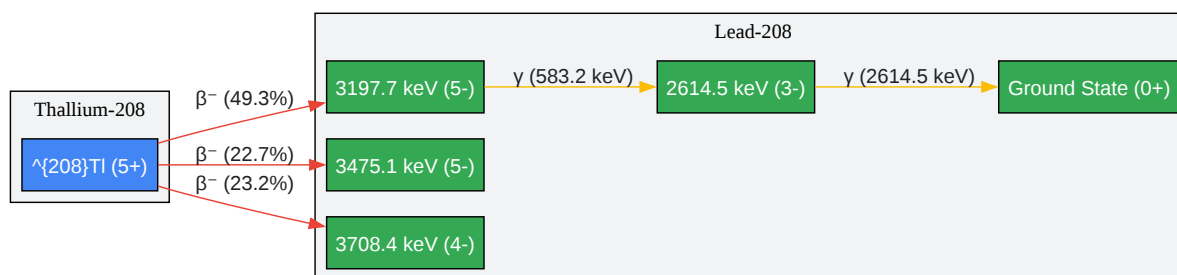 Lead-208
Thallium-208
^{208}Tl (5+)
β⁻ (49.3%)
β⁻ (22.7%)
β⁻ (23.2%)
3197.7 keV (5-)
γ (583.2 keV)
2614.5 keV (3-)
γ (2614.5 keV)
Ground State (0+)
3475.1 keV (5-)
3708.4 keV (4-)